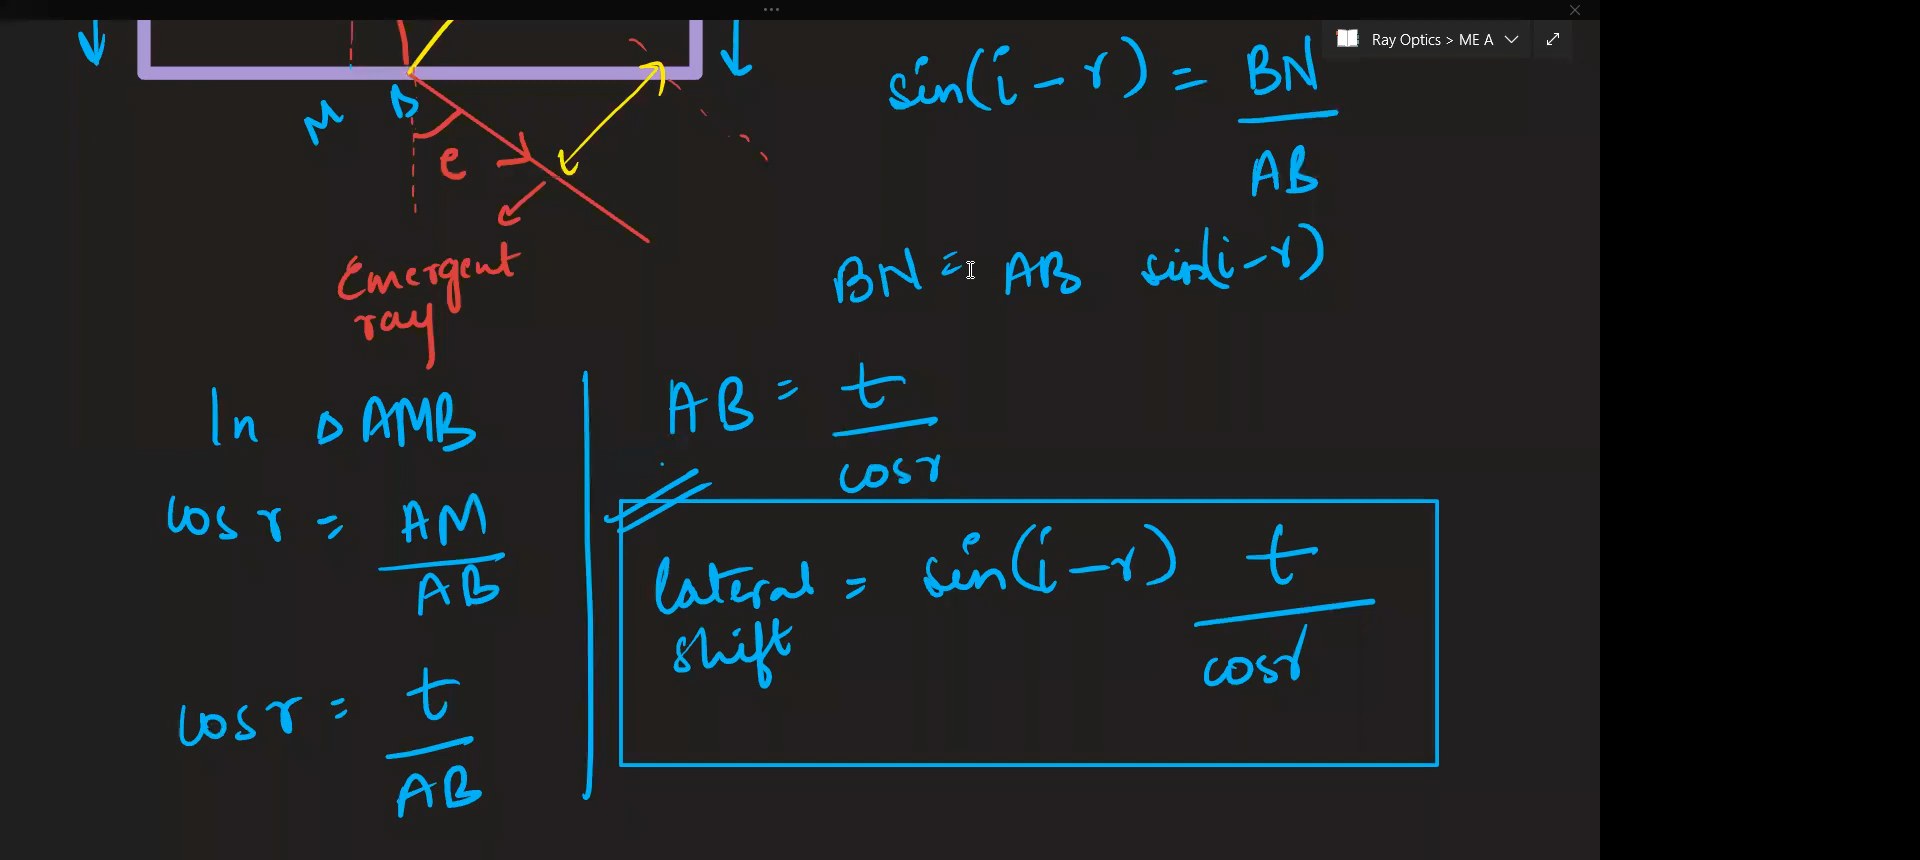 Ray Optics > ME A
sin(i - r) = BN / AB
M B
e
Emergent
ray
BN = AB sin(i - r)
In Δ AMB
cos r = AM / AB
cos r = t / AB
AB = t / cos r
lateral shift = sin(i - r) t / cos r